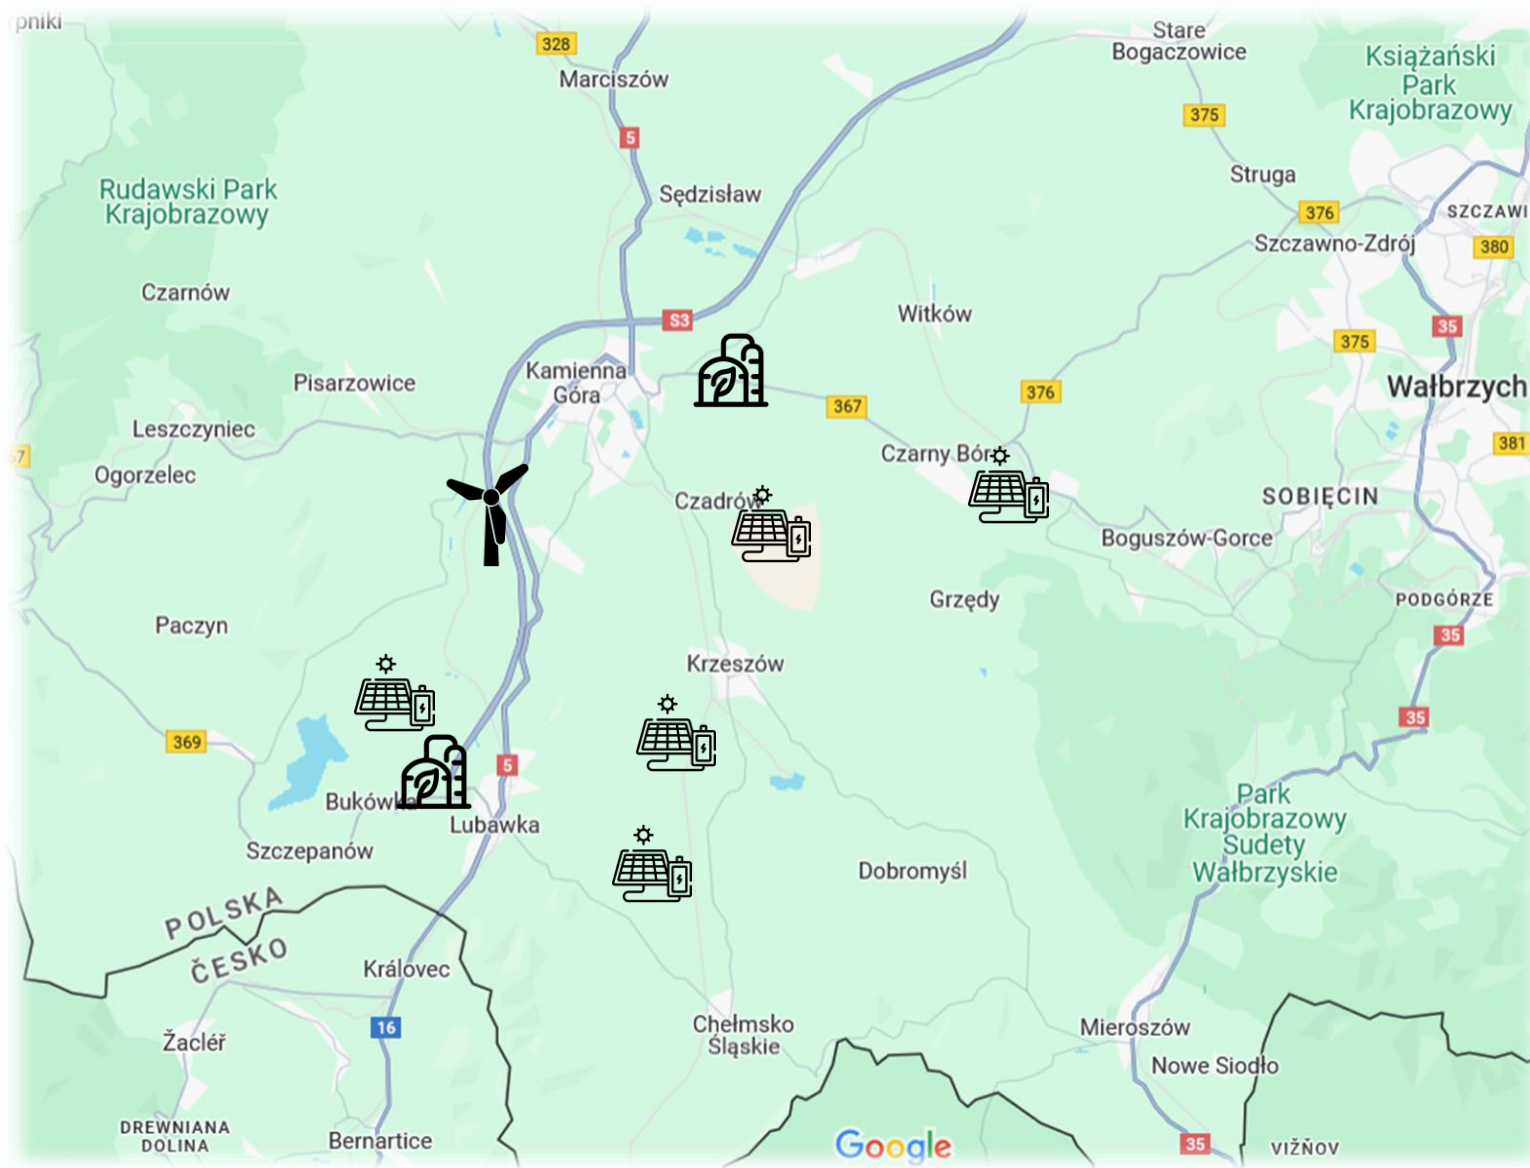 328
Marciszów
5
Stare
Bogaczowice
Książański
Park
Krajobrazowy
375
Rudawski Park
Krajobrazowy
Sędzisław
Struga
376
SZCZAWI
Szczawno-Zdrój
380
Czarnów
Witków
S3
35
375
Kamienna
Góra
Pisarzowice
376
Wałbrzych
367
Leszczyniec
381
Czarny Bór
Ogorzelec
Czadrów
SOBIĘCIN
Boguszów-Gorce
Grzędy
PODGÓRZE
Paczyn
35
Krzeszów
35
369
5
Bukówka
Lubawka
Park
Krajobrazowy
Sudety
Wałbrzyskie
Szczepanów
Dobromyśl
POLSKA
ČESKO
Královec
16
Žacléř
Chełmsko
Śląskie
Mieroszów
Nowe Siodło
DREWNIANA
DOLINA
Bernartice
Google
35
VIŽŇOV